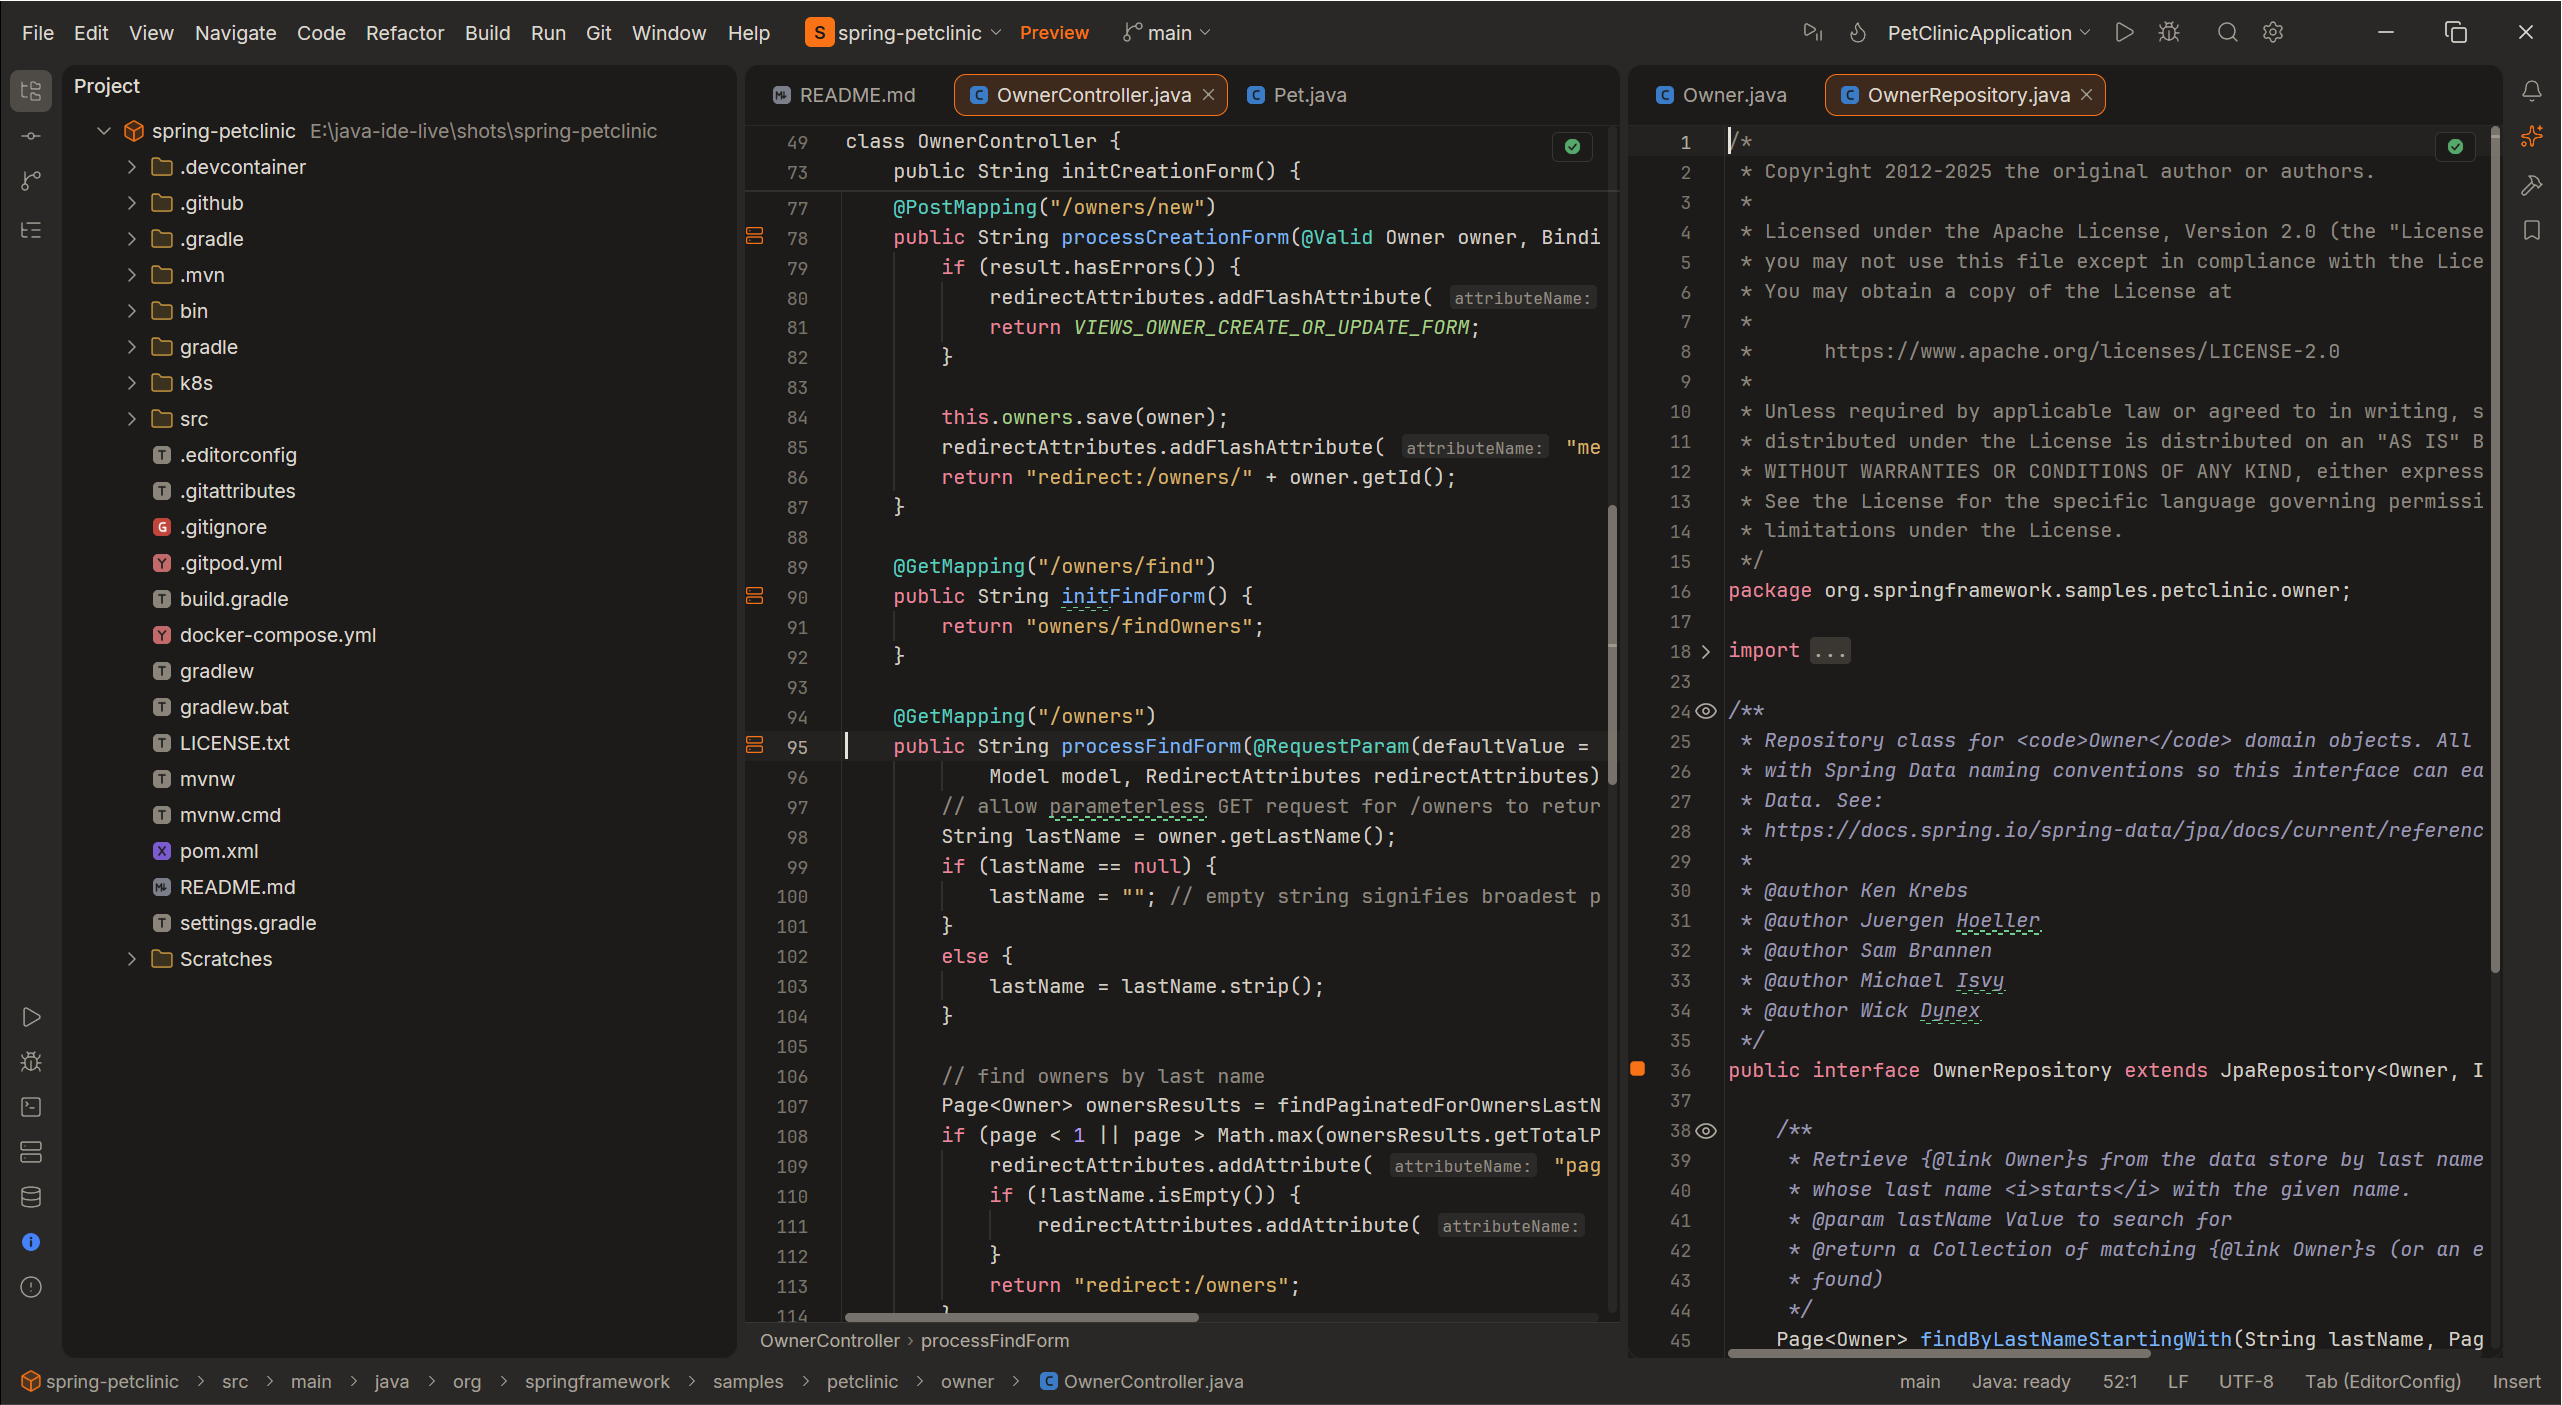 File Edit View Navigate Code Refactor Build Run Git Window Help S spring-petclinic Preview main PetClinicApplication
Project
spring-petclinic E:\java-ide-live\shots\spring-petclinic
.devcontainer
.github
.gradle
.mvn
bin
gradle
k8s
src
.editorconfig
.gitattributes
.gitignore
.gitpod.yml
build.gradle
docker-compose.yml
gradlew
gradlew.bat
LICENSE.txt
mvnw
mvnw.cmd
pom.xml
README.md
settings.gradle
Scratches
README.md OwnerController.java Pet.java
49 class OwnerController {
73 public String initCreationForm() {
77 @PostMapping("/owners/new")
78 public String processCreationForm(@Valid Owner owner, Bindi
79 if (result.hasErrors()) {
80 redirectAttributes.addFlashAttribute( attributeName:
81 return VIEWS_OWNER_CREATE_OR_UPDATE_FORM;
82 }
83
84 this.owners.save(owner);
85 redirectAttributes.addFlashAttribute( attributeName: "me
86 return "redirect:/owners/" + owner.getId();
87 }
88
89 @GetMapping("/owners/find")
90 public String initFindForm() {
91 return "owners/findOwners";
92 }
93
94 @GetMapping("/owners")
95 public String processFindForm(@RequestParam(defaultValue =
96 Model model, RedirectAttributes redirectAttributes)
97 // allow parameterless GET request for /owners to retur
98 String lastName = owner.getLastName();
99 if (lastName == null) {
100 lastName = ""; // empty string signifies broadest p
101 }
102 else {
103 lastName = lastName.strip();
104 }
105
106 // find owners by last name
107 Page<Owner> ownersResults = findPaginatedForOwnersLastN
108 if (page < 1 || page > Math.max(ownersResults.getTotalP
109 redirectAttributes.addAttribute( attributeName: "pag
110 if (!lastName.isEmpty()) {
111 redirectAttributes.addAttribute( attributeName:
112 }
113 return "redirect:/owners";
114 }
OwnerController › processFindForm
Owner.java OwnerRepository.java
1 /*
2 * Copyright 2012-2025 the original author or authors.
3 *
4 * Licensed under the Apache License, Version 2.0 (the "License
5 * you may not use this file except in compliance with the Lice
6 * You may obtain a copy of the License at
7 *
8 * https://www.apache.org/licenses/LICENSE-2.0
9 *
10 * Unless required by applicable law or agreed to in writing, s
11 * distributed under the License is distributed on an "AS IS" B
12 * WITHOUT WARRANTIES OR CONDITIONS OF ANY KIND, either express
13 * See the License for the specific language governing permissi
14 * limitations under the License.
15 */
16 package org.springframework.samples.petclinic.owner;
17
18 import ...
23
24 /**
25 * Repository class for <code>Owner</code> domain objects. All
26 * with Spring Data naming conventions so this interface can ea
27 * Data. See:
28 * https://docs.spring.io/spring-data/jpa/docs/current/referenc
29 *
30 * @author Ken Krebs
31 * @author Juergen Hoeller
32 * @author Sam Brannen
33 * @author Michael Isvy
34 * @author Wick Dynex
35 */
36 public interface OwnerRepository extends JpaRepository<Owner, I
37
38 /**
39 * Retrieve {@link Owner}s from the data store by last name
40 * whose last name <i>starts</i> with the given name.
41 * @param lastName Value to search for
42 * @return a Collection of matching {@link Owner}s (or an e
43 * found)
44 */
45 Page<Owner> findByLastNameStartingWith(String lastName, Pag
spring-petclinic > src > main > java > org > springframework > samples > petclinic > owner > OwnerController.java main Java: ready 52:1 LF UTF-8 Tab (EditorConfig) Insert